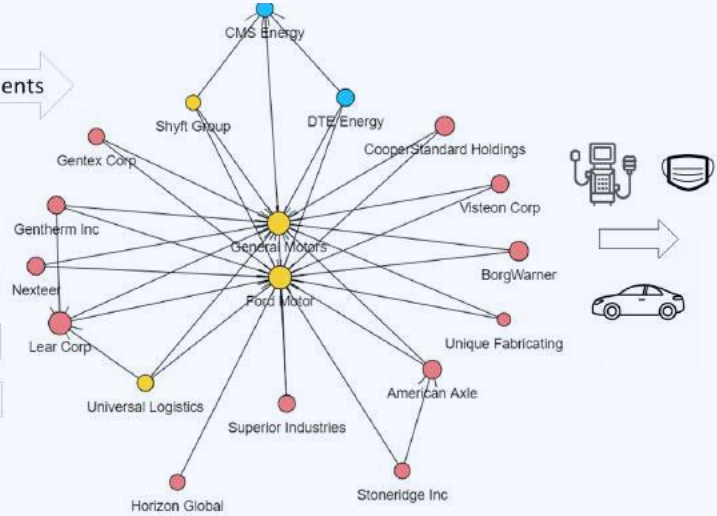 CMS Energy
ents
Shyft Group
DTE Energy
Gentex Corp
CooperStandard Holdings
Visteon Corp
Gentherm Inc
General Motors
BorgWarner
Nexteer
Ford Motor
Unique Fabricating
Lear Corp
American Axle
Universal Logistics
Superior Industries
Stoneridge Inc
Horizon Global